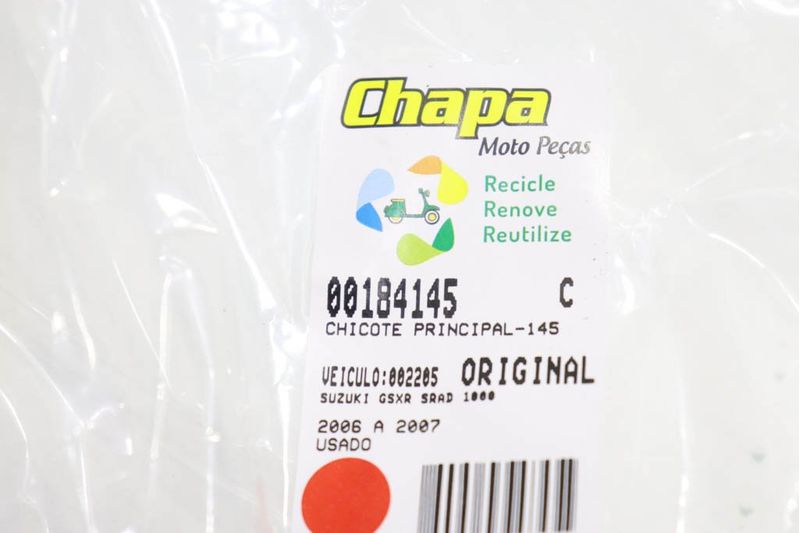 Chapa
Moto Peças
Recicle
Renove
Reutilize
00184145 C
CHICOTE PRINCIPAL-145
VEICULO:002205 ORIGINAL
SUZUKI GSXR SRAD 1000
2006 A 2007
USADO